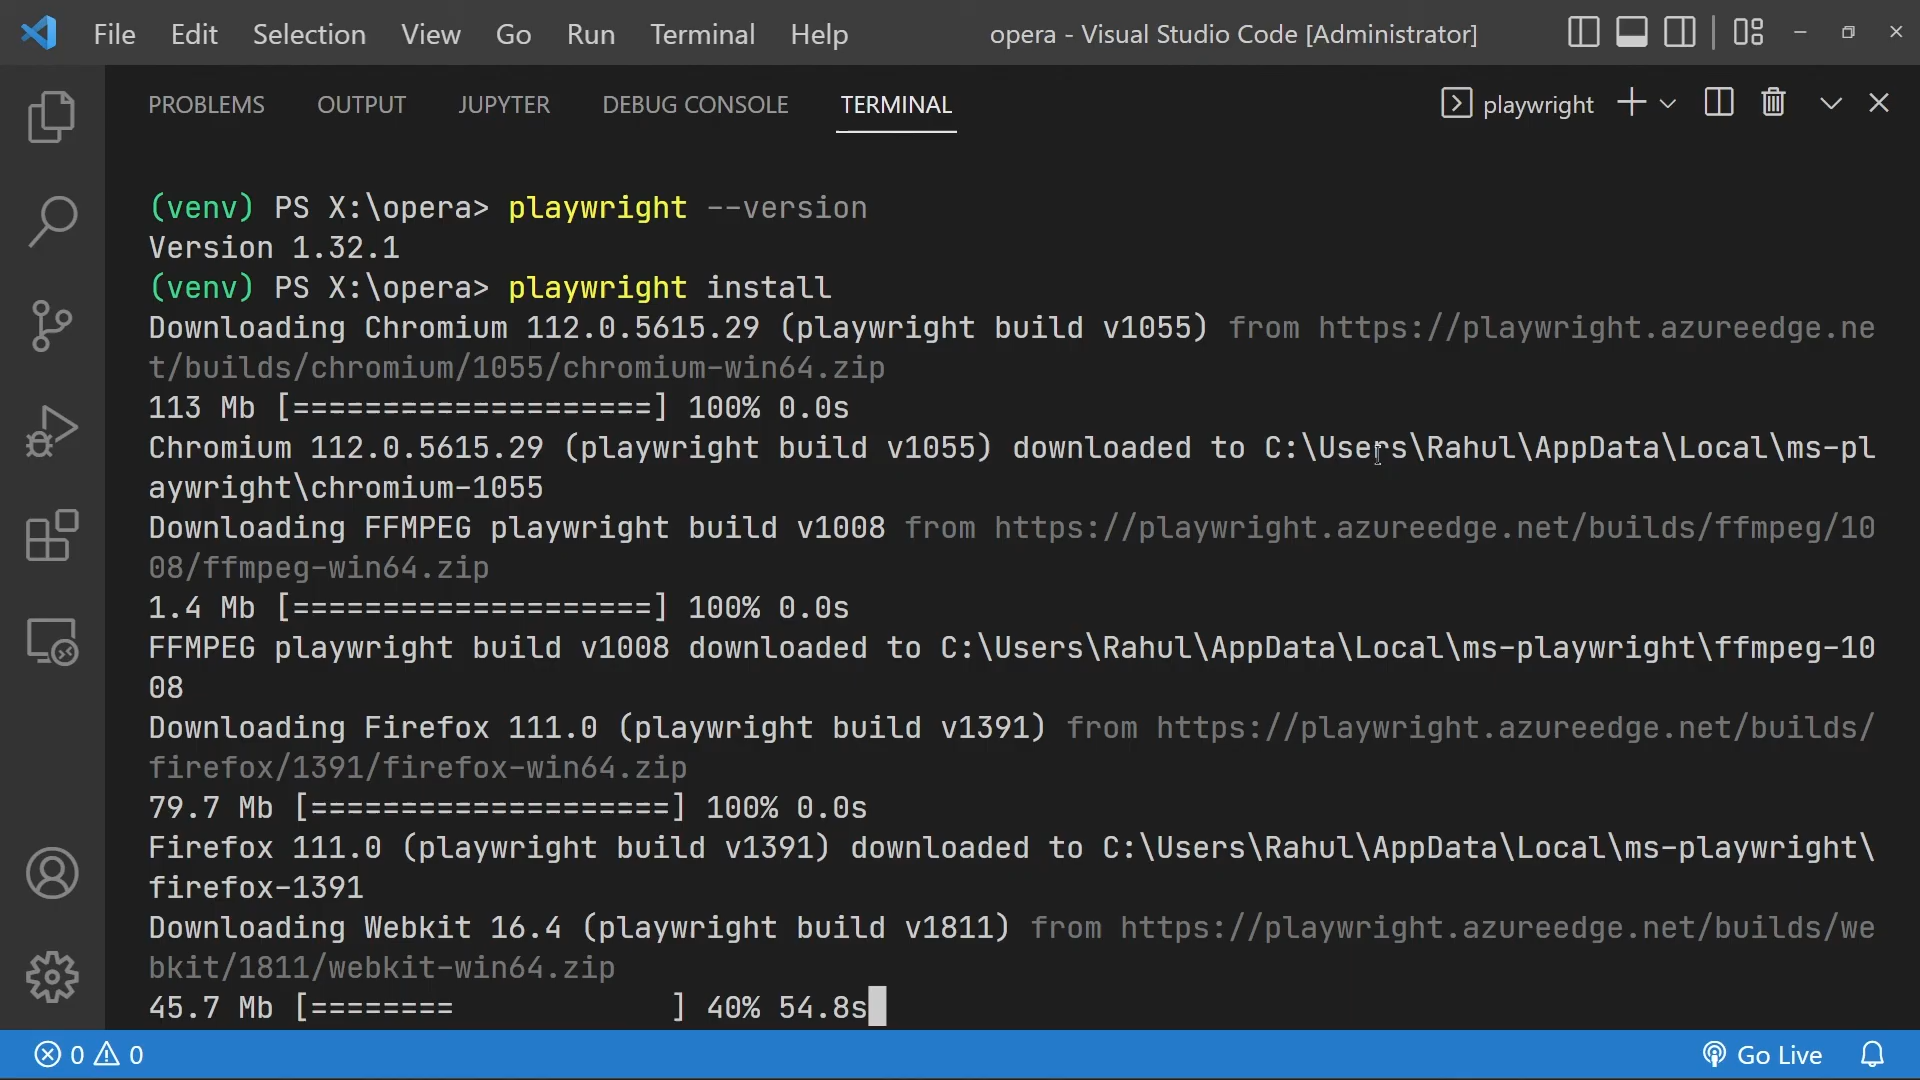 File Edit Selection View Go Run Terminal Help opera - Visual Studio Code [Administrator]
PROBLEMS OUTPUT JUPYTER DEBUG CONSOLE TERMINAL playwright
(venv) PS X:\opera> playwright --version
Version 1.32.1
(venv) PS X:\opera> playwright install
Downloading Chromium 112.0.5615.29 (playwright build v1055) from https://playwright.azureedge.ne
t/builds/chromium/1055/chromium-win64.zip
113 Mb [====================] 100% 0.0s
Chromium 112.0.5615.29 (playwright build v1055) downloaded to C:\Users\Rahul\AppData\Local\ms-pl
aywright\chromium-1055
Downloading FFMPEG playwright build v1008 from https://playwright.azureedge.net/builds/ffmpeg/10
08/ffmpeg-win64.zip
1.4 Mb [====================] 100% 0.0s
FFMPEG playwright build v1008 downloaded to C:\Users\Rahul\AppData\Local\ms-playwright\ffmpeg-10
08
Downloading Firefox 111.0 (playwright build v1391) from https://playwright.azureedge.net/builds/
firefox/1391/firefox-win64.zip
79.7 Mb [====================] 100% 0.0s
Firefox 111.0 (playwright build v1391) downloaded to C:\Users\Rahul\AppData\Local\ms-playwright\
firefox-1391
Downloading Webkit 16.4 (playwright build v1811) from https://playwright.azureedge.net/builds/we
bkit/1811/webkit-win64.zip
45.7 Mb [========            ] 40% 54.8s
0 0 Go Live